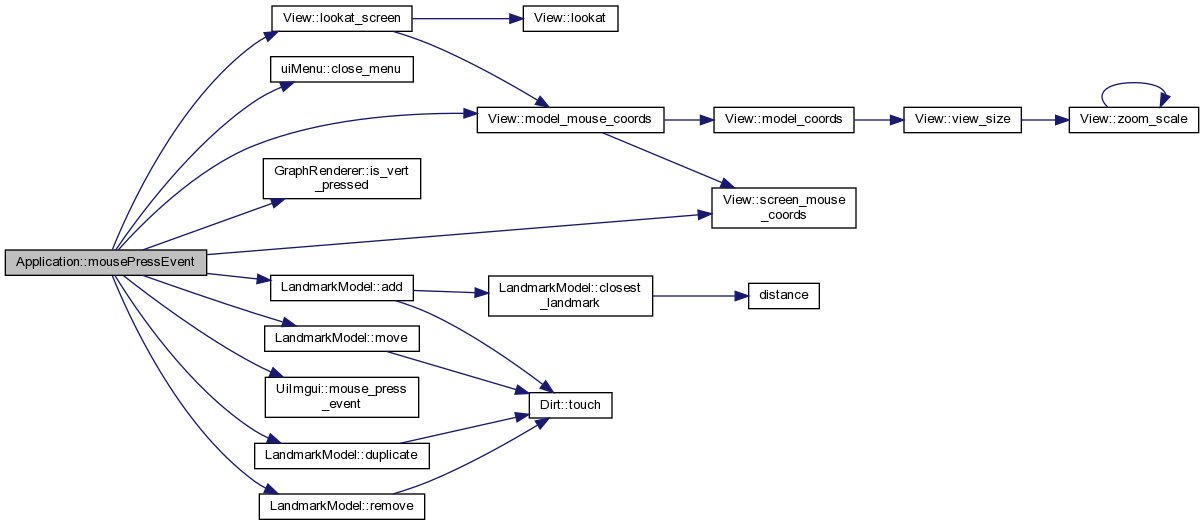 View::lookat_screen
View::lookat
uiMenu::close_menu
View::model_mouse_coords
View::model_coords
View::view_size
View::zoom_scale
GraphRenderer::is_vert
_pressed
View::screen_mouse
_coords
Application::mousePressEvent
LandmarkModel::add
LandmarkModel::closest
_landmark
distance
LandmarkModel::move
UiImgui::mouse_press
_event
Dirt::touch
LandmarkModel::duplicate
LandmarkModel::remove